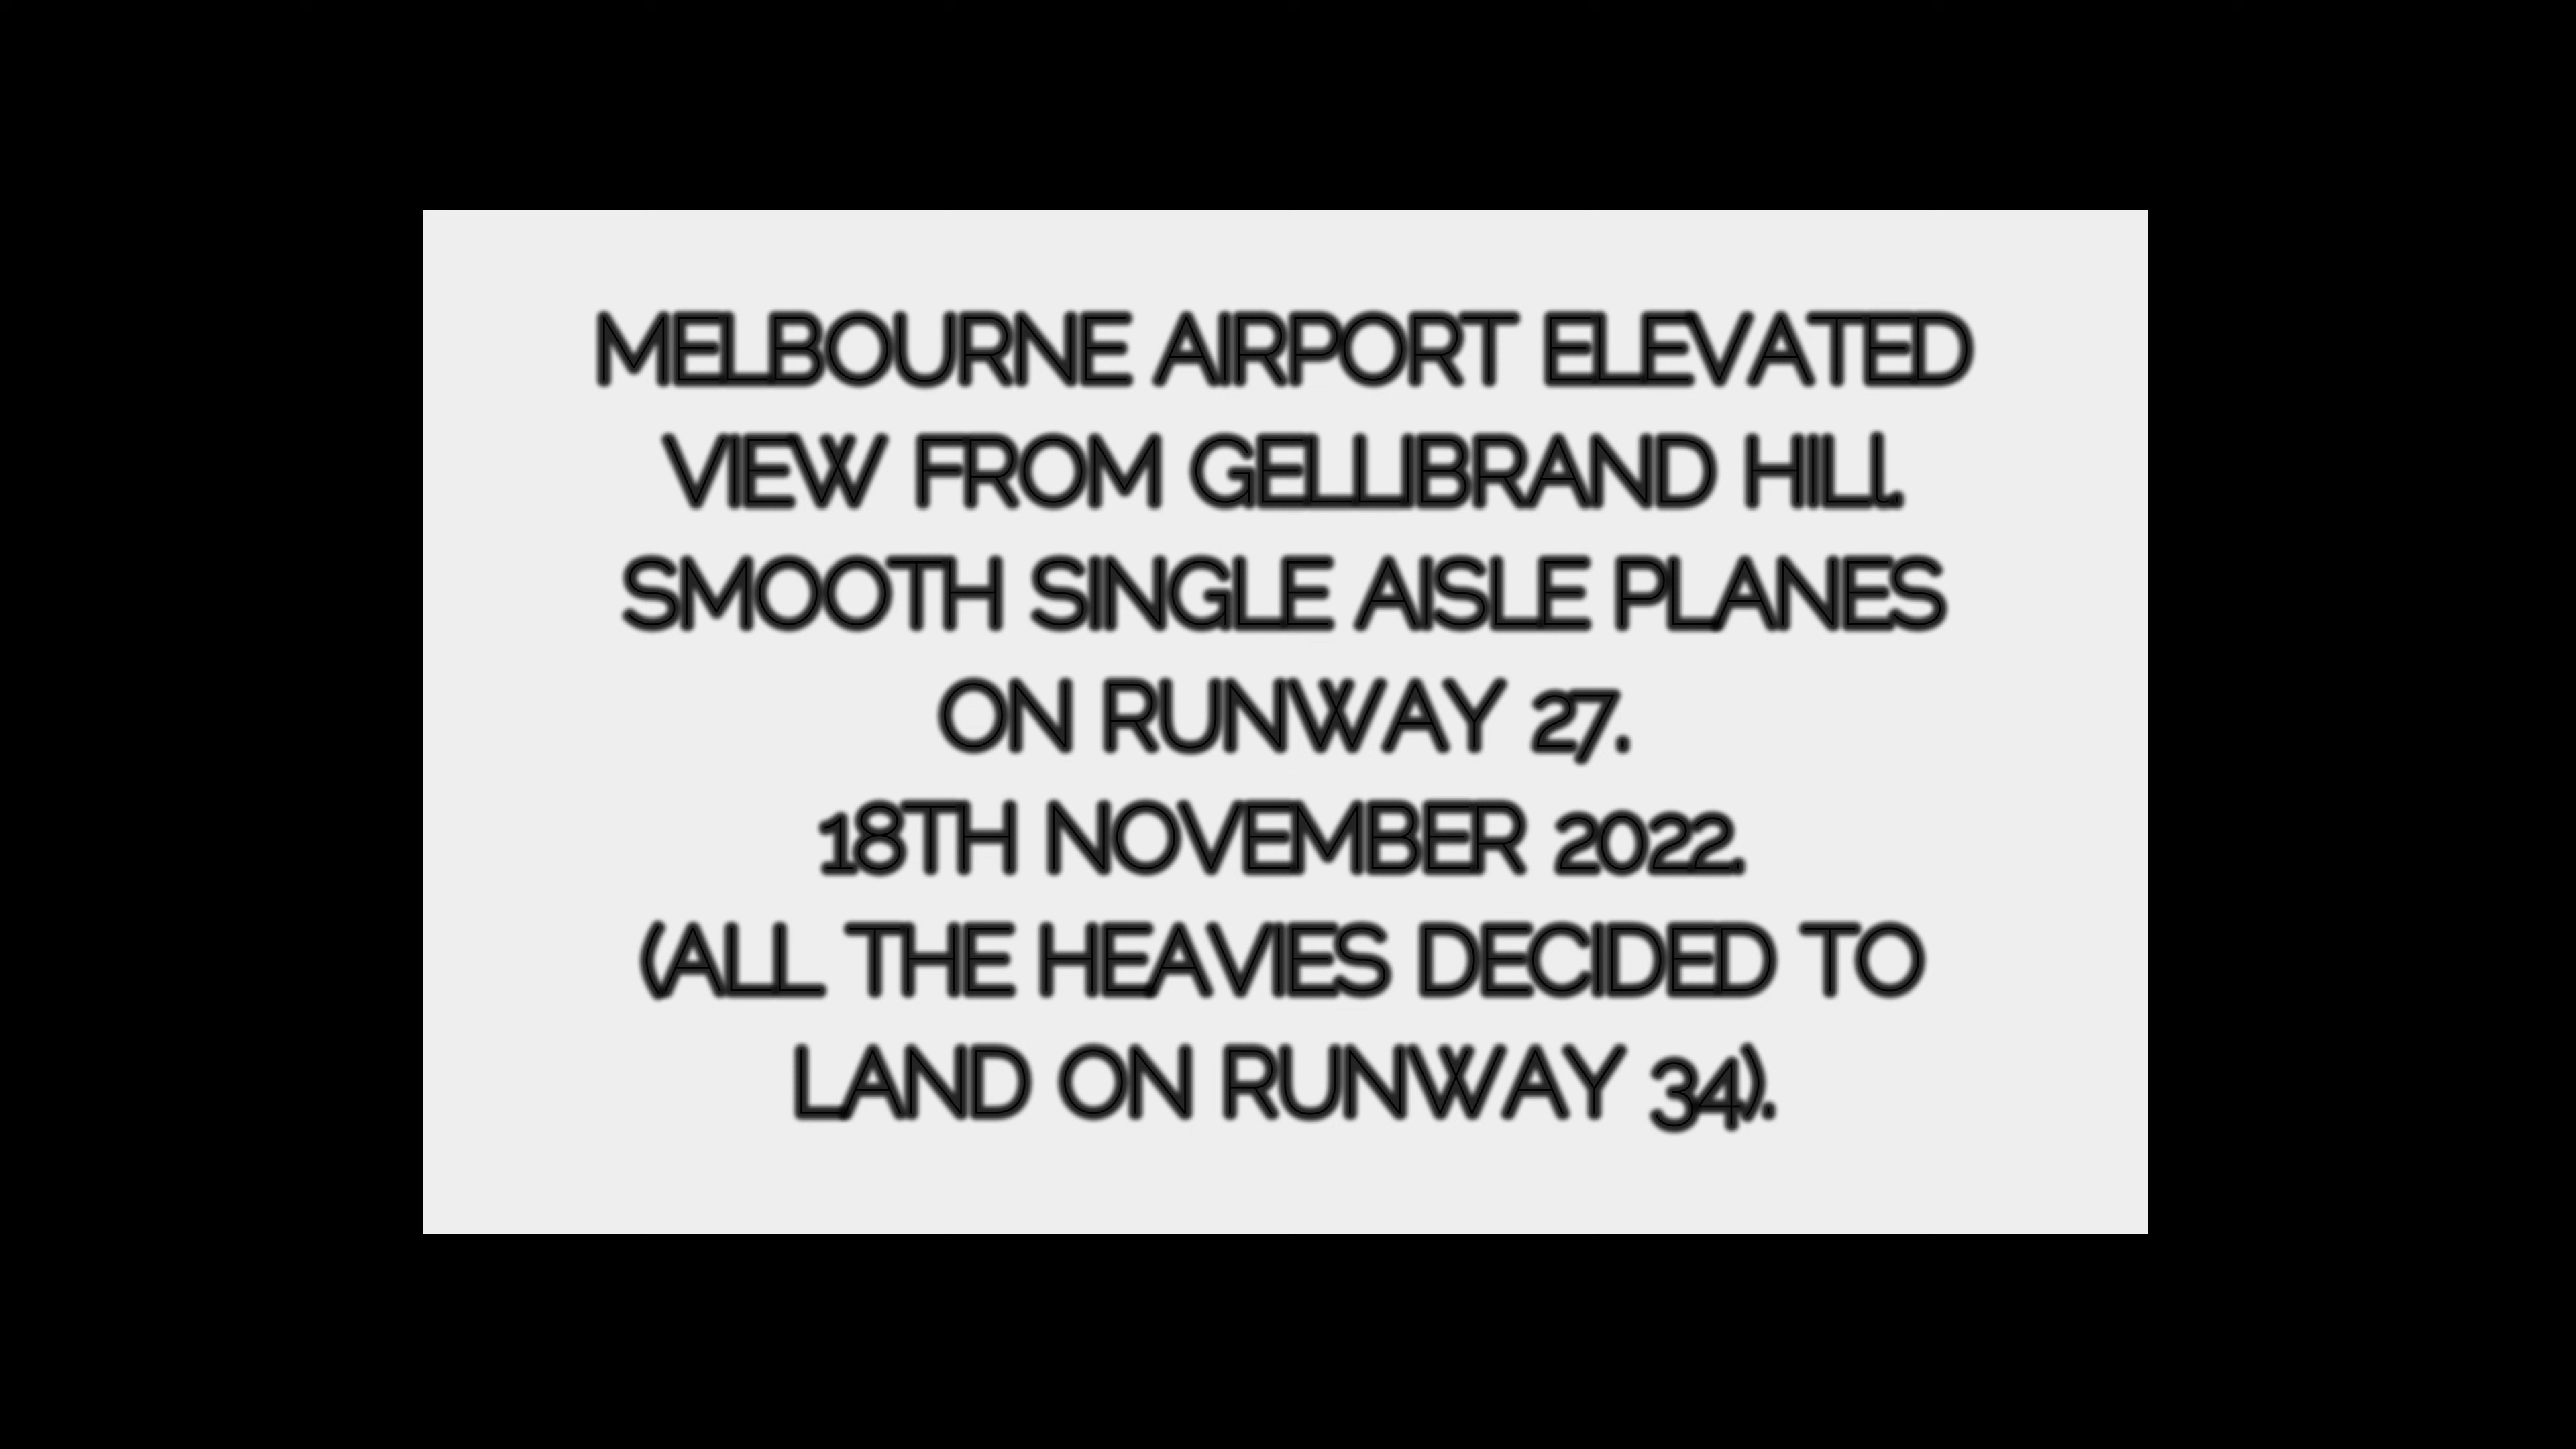 MELBOURNE AIRPORT ELEVATED
VIEW FROM GELLIBRAND HILl.
SMOOTH SINGLE AISLE PLANES
ON RUNWAY 27.
18TH NOVEMBER 2022.
(ALL THE HEAVIES DECIDED TO
LAND ON RUNWAY 34).